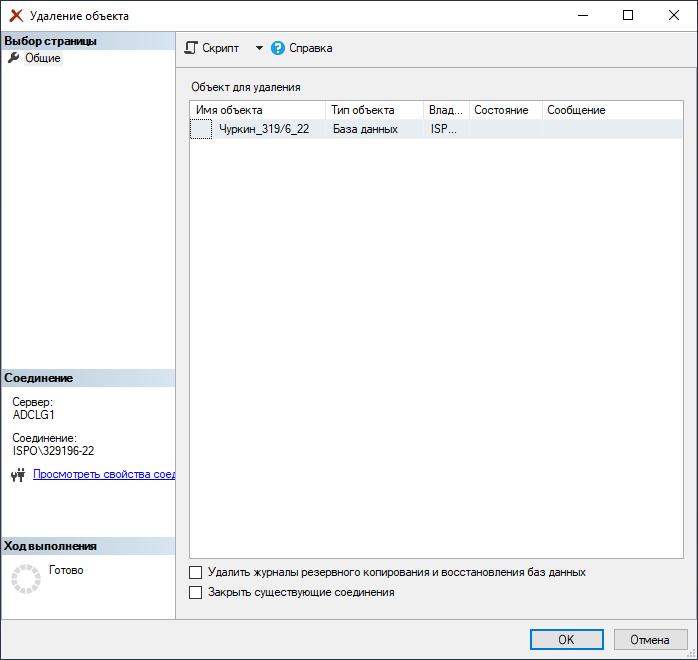 Удаление объекта
Выбор страницы
Общие
Скрипт
Справка
Объект для удаления
Имя объекта Тип объекта Влад... Состояние Сообщение
Чуркин_319/6_22 База данных ISP...
Соединение
Сервер:
ADCLG1
Соединение:
ISPO\329196-22
Просмотреть свойства соед
Ход выполнения
Готово
Удалить журналы резервного копирования и восстановления баз данных
Закрыть существующие соединения
OK Отмена